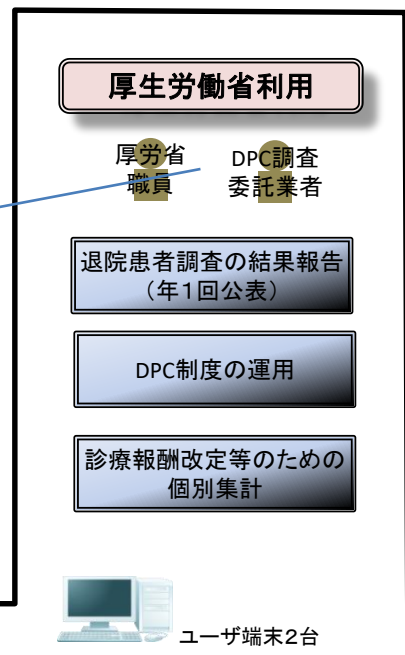 厚生労働省利用
厚労省
職員
DPC調査
委託業者
退院患者調査の結果報告
（年1回公表）
DPC制度の運用
診療報酬改定等のための
個別集計
ユーザ端末2台